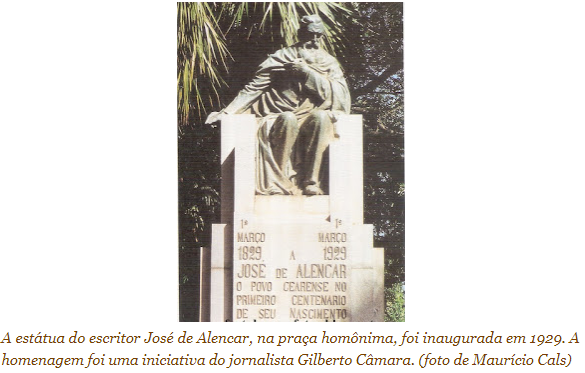 1º 1º
MARÇO MARÇO
1829 A 1929
JOSE DE ALENCAR
O POVO CEARENSE NO
PRIMEIRO CENTENARIO
DE SEU NASCIMENTO
A estátua do escritor José de Alencar, na praça homônima, foi inaugurada em 1929. A
homenagem foi uma iniciativa do jornalista Gilberto Câmara. (foto de Maurício Cals)